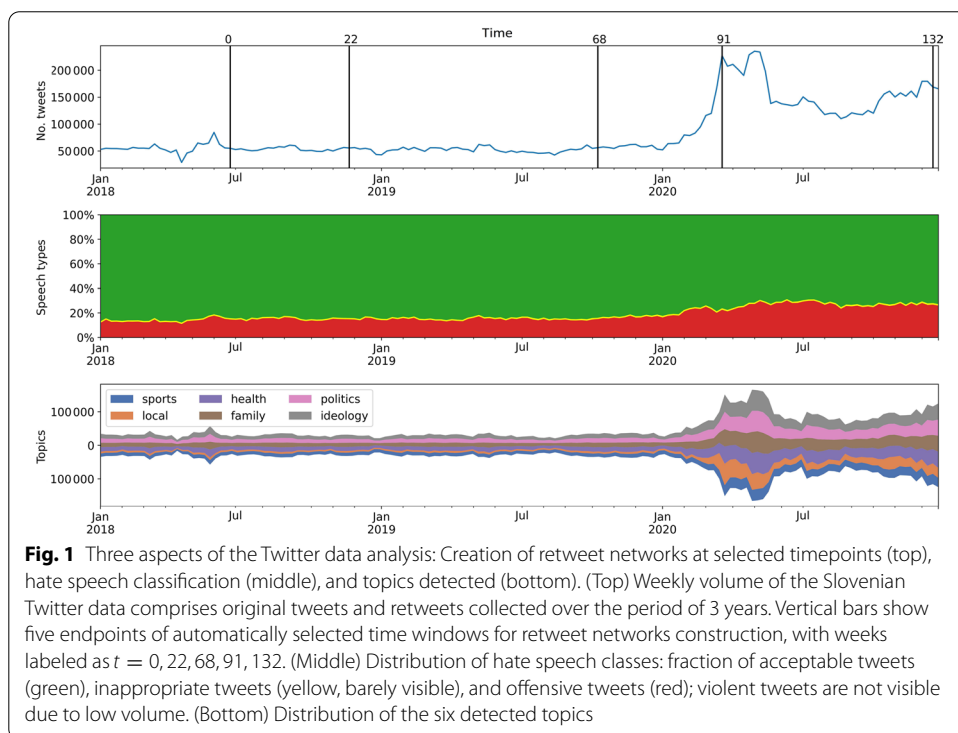 Time
0 22 68 91 132
200 000
150 000
100 000
50 000
No. tweets
Jan 2018 Jul Jan 2019 Jul Jan 2020 Jul
100%
80%
60%
40%
20%
0%
Speech types
Jan 2018 Jul Jan 2019 Jul Jan 2020 Jul
sports health politics
local family ideology
100 000
0
100 000
Topics
Jan 2018 Jul Jan 2019 Jul Jan 2020 Jul
Fig. 1 Three aspects of the Twitter data analysis: Creation of retweet networks at selected timepoints (top),
hate speech classification (middle), and topics detected (bottom). (Top) Weekly volume of the Slovenian
Twitter data comprises original tweets and retweets collected over the period of 3 years. Vertical bars show
five endpoints of automatically selected time windows for retweet networks construction, with weeks
labeled as t = 0, 22, 68, 91, 132. (Middle) Distribution of hate speech classes: fraction of acceptable tweets
(green), inappropriate tweets (yellow, barely visible), and offensive tweets (red); violent tweets are not visible
due to low volume. (Bottom) Distribution of the six detected topics